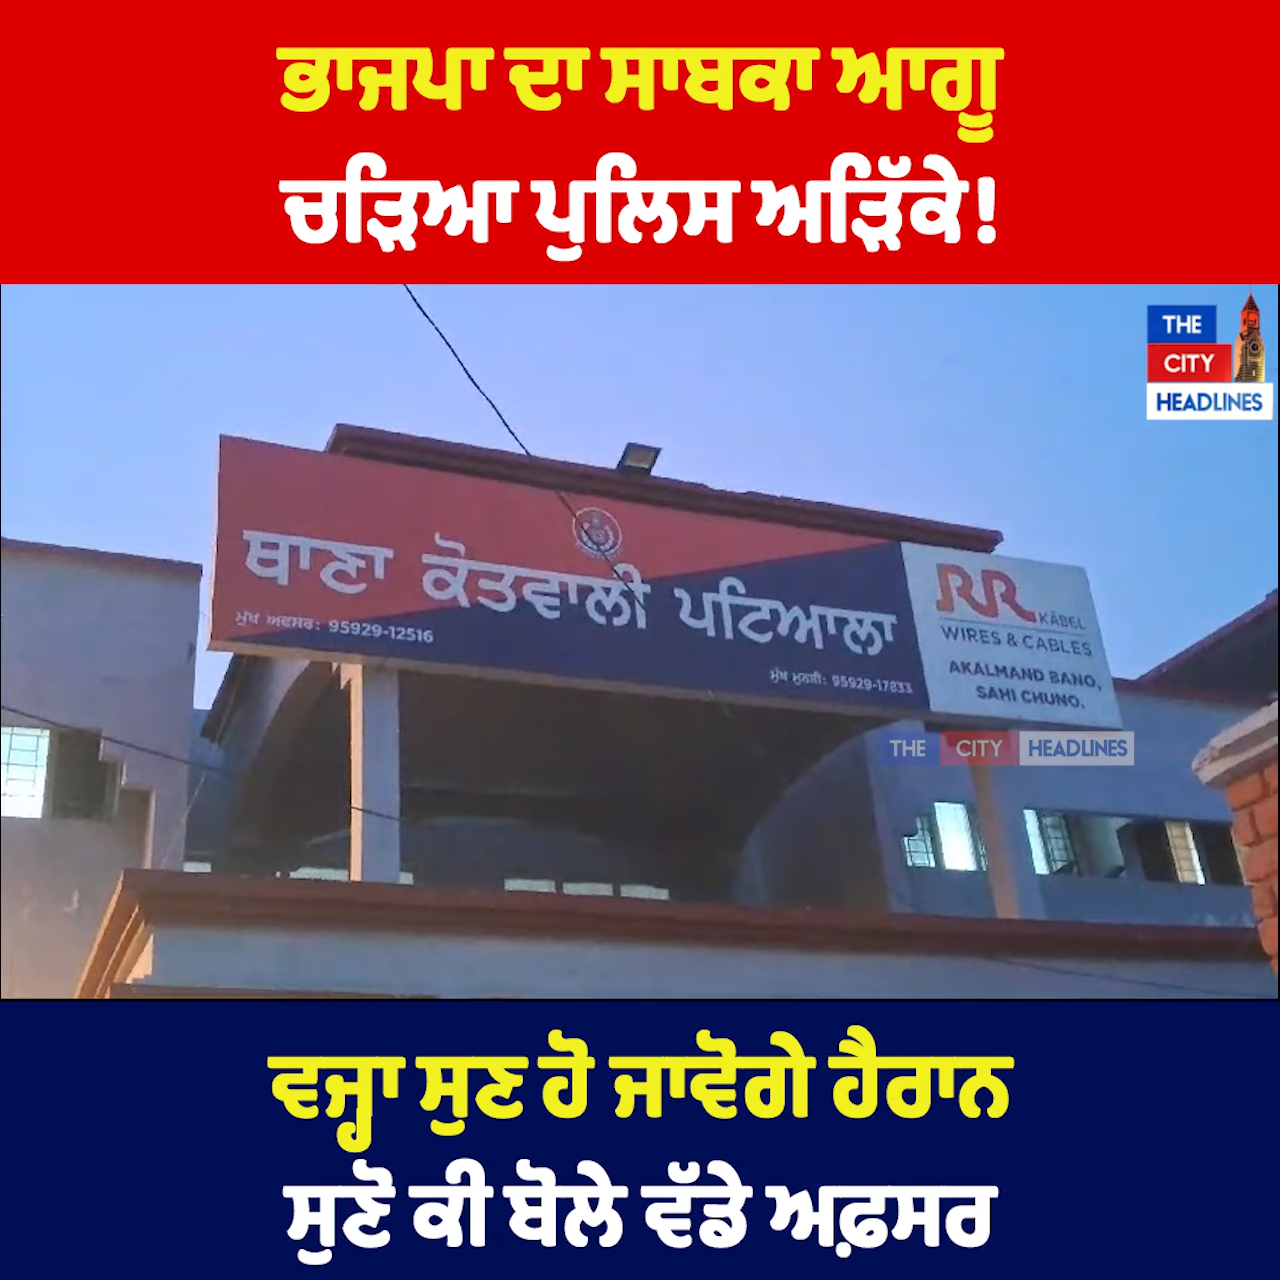 ਭਾਜਪਾ ਦਾ ਸਾਬਕਾ ਆਗੂ
ਚੜਿਆ ਪੁਲਿਸ ਅੜਿੱਕੇ!
THE
CITY
HEADLINES
ਥਾਣਾ ਕੋਤਵਾਲੀ ਪਟਿਆਲਾ
ਮੁੱਖ ਅਫਸਰ: 95929-12516
ਮੁੱਖ ਮੁਨਸ਼ੀ: 95929-17833
RR KABEL
WIRES & CABLES
AKALMAND BANO,
SAHI CHUNO.
THE CITY HEADLINES
ਵਜ੍ਹਾ ਸੁਣ ਹੋ ਜਾਵੋਗੇ ਹੈਰਾਨ
ਸੁਣੋ ਕੀ ਬੋਲੇ ਵੱਡੇ ਅਫ਼ਸਰ